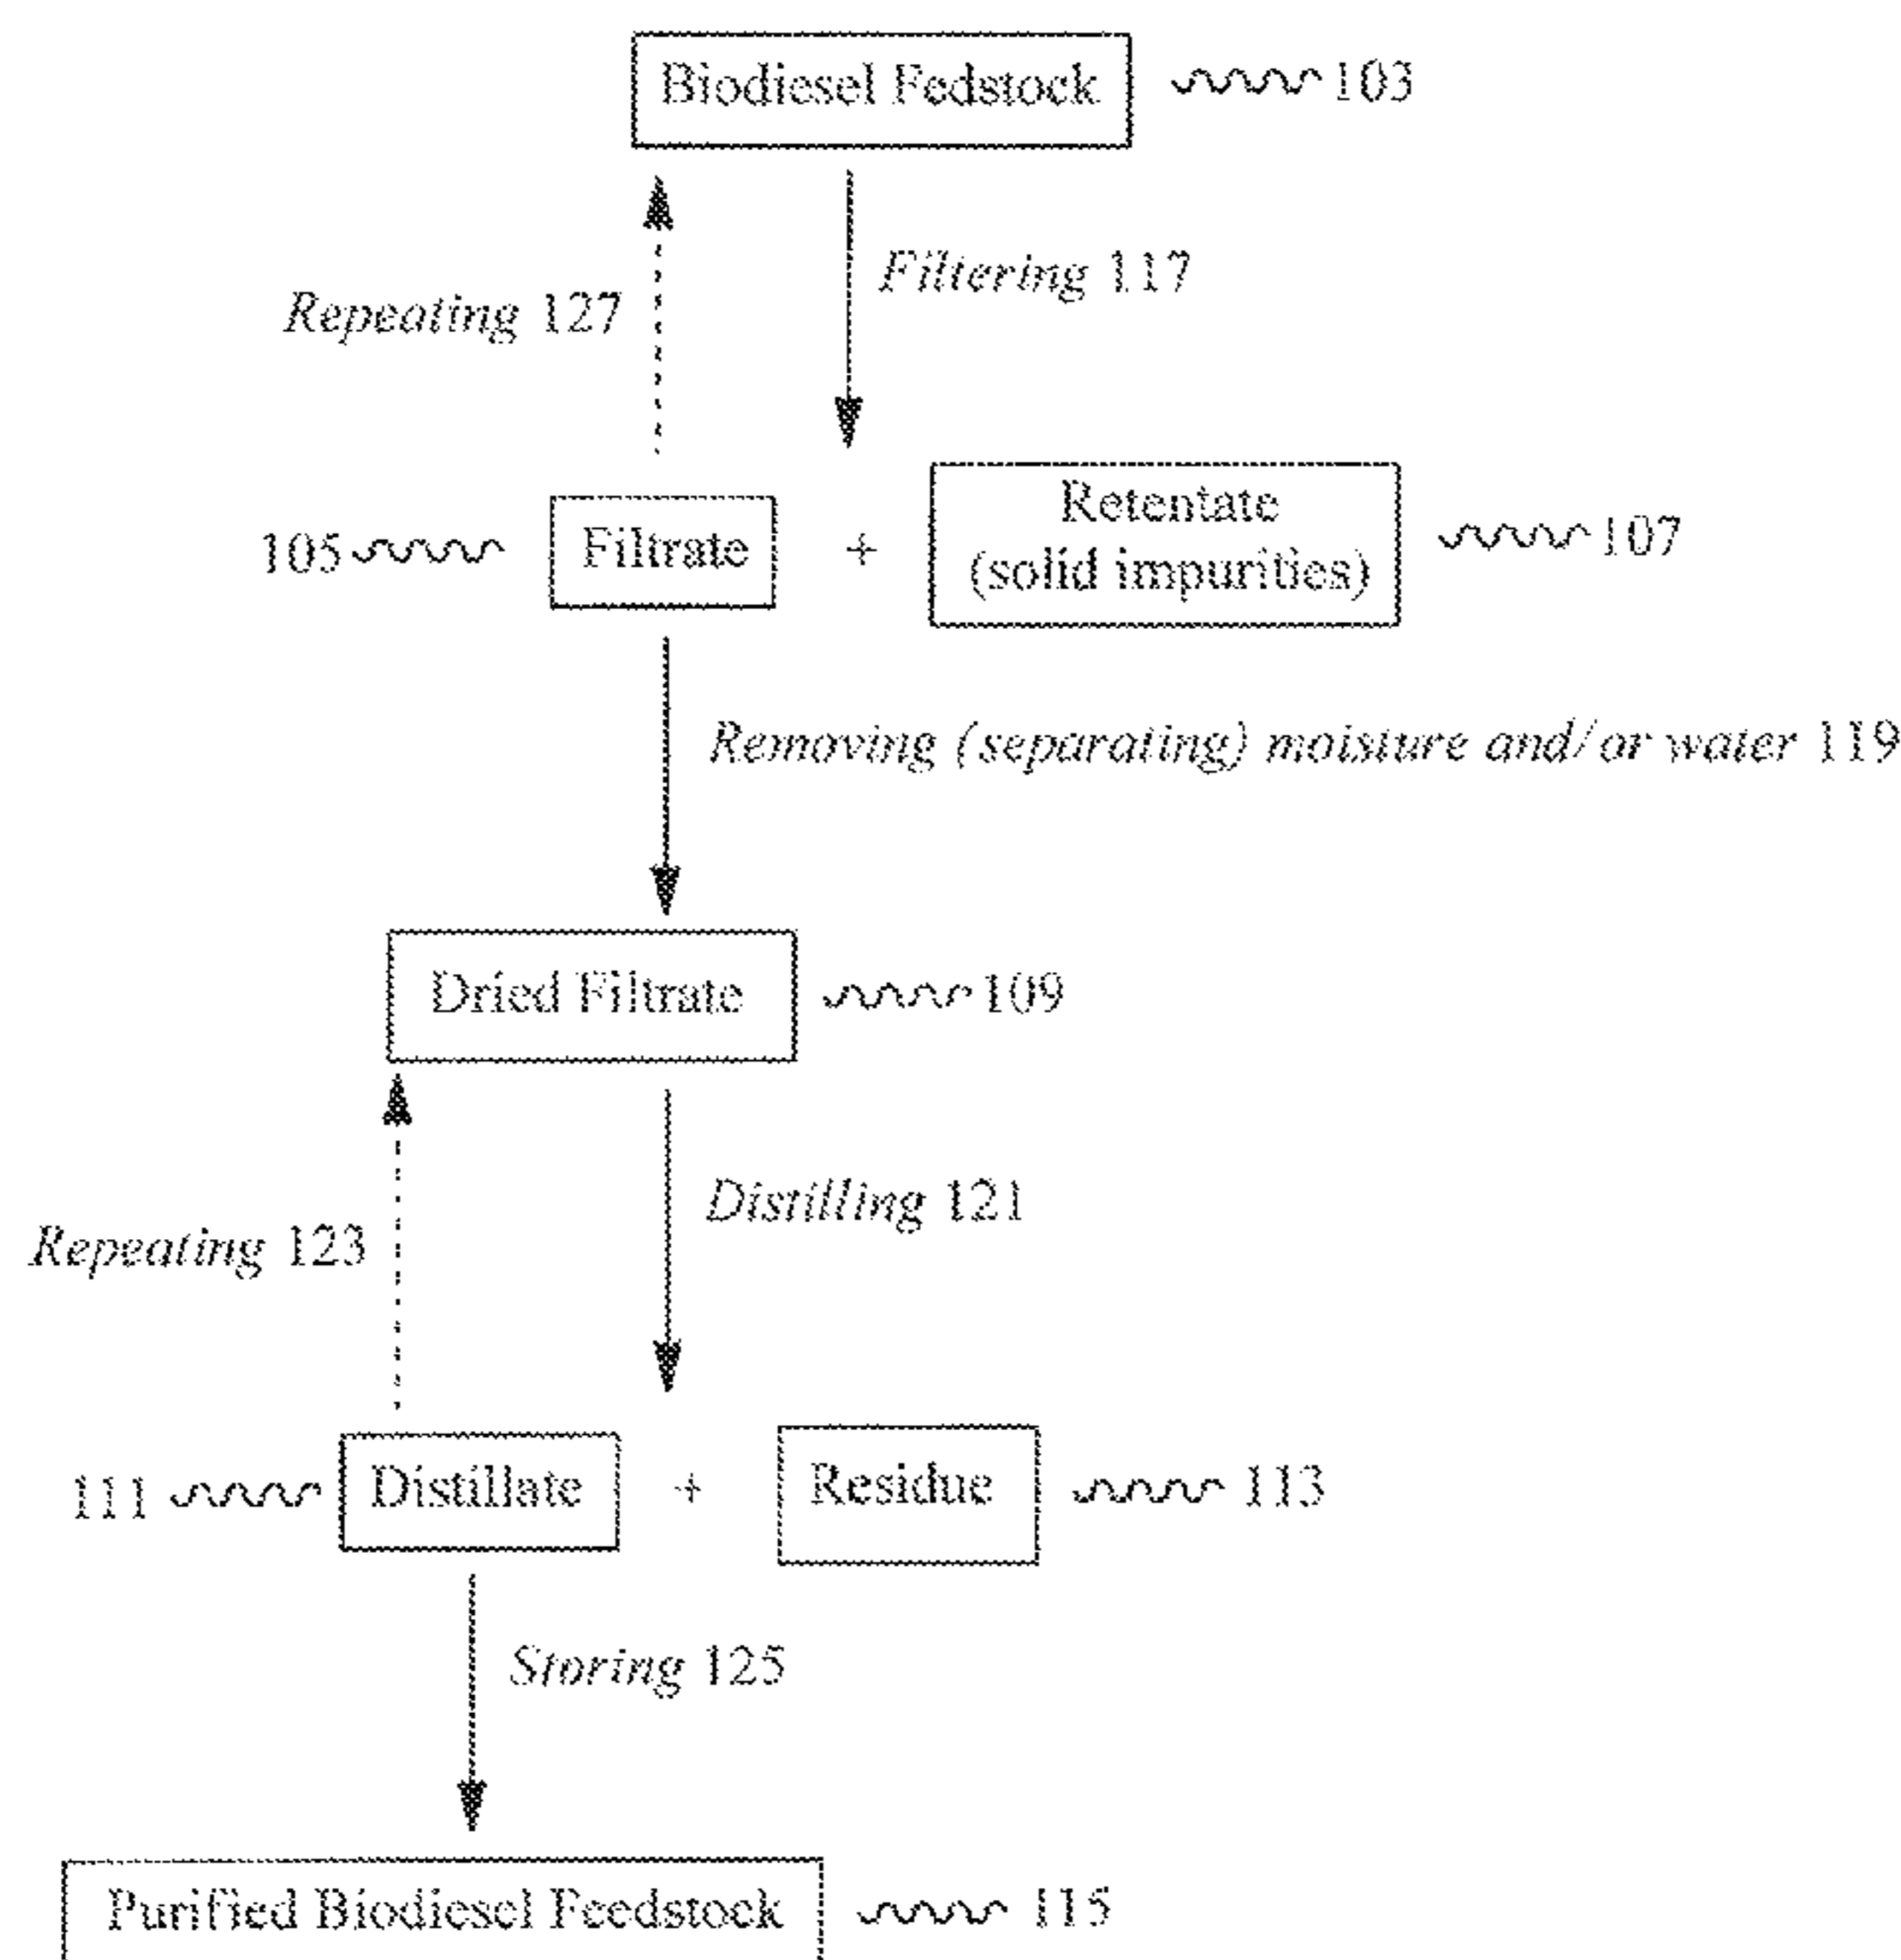 Biodiesel Fedstock 103
Filtering 117
Repeating 127
105 Filtrate + Retentate (solid impurities) 107
Removing (separating) moisture and/or water 119
Dried Filtrate 109
Distilling 121
Repeating 123
111 Distillate + Residue 113
Storing 125
Purified Biodiesel Feedstock 115